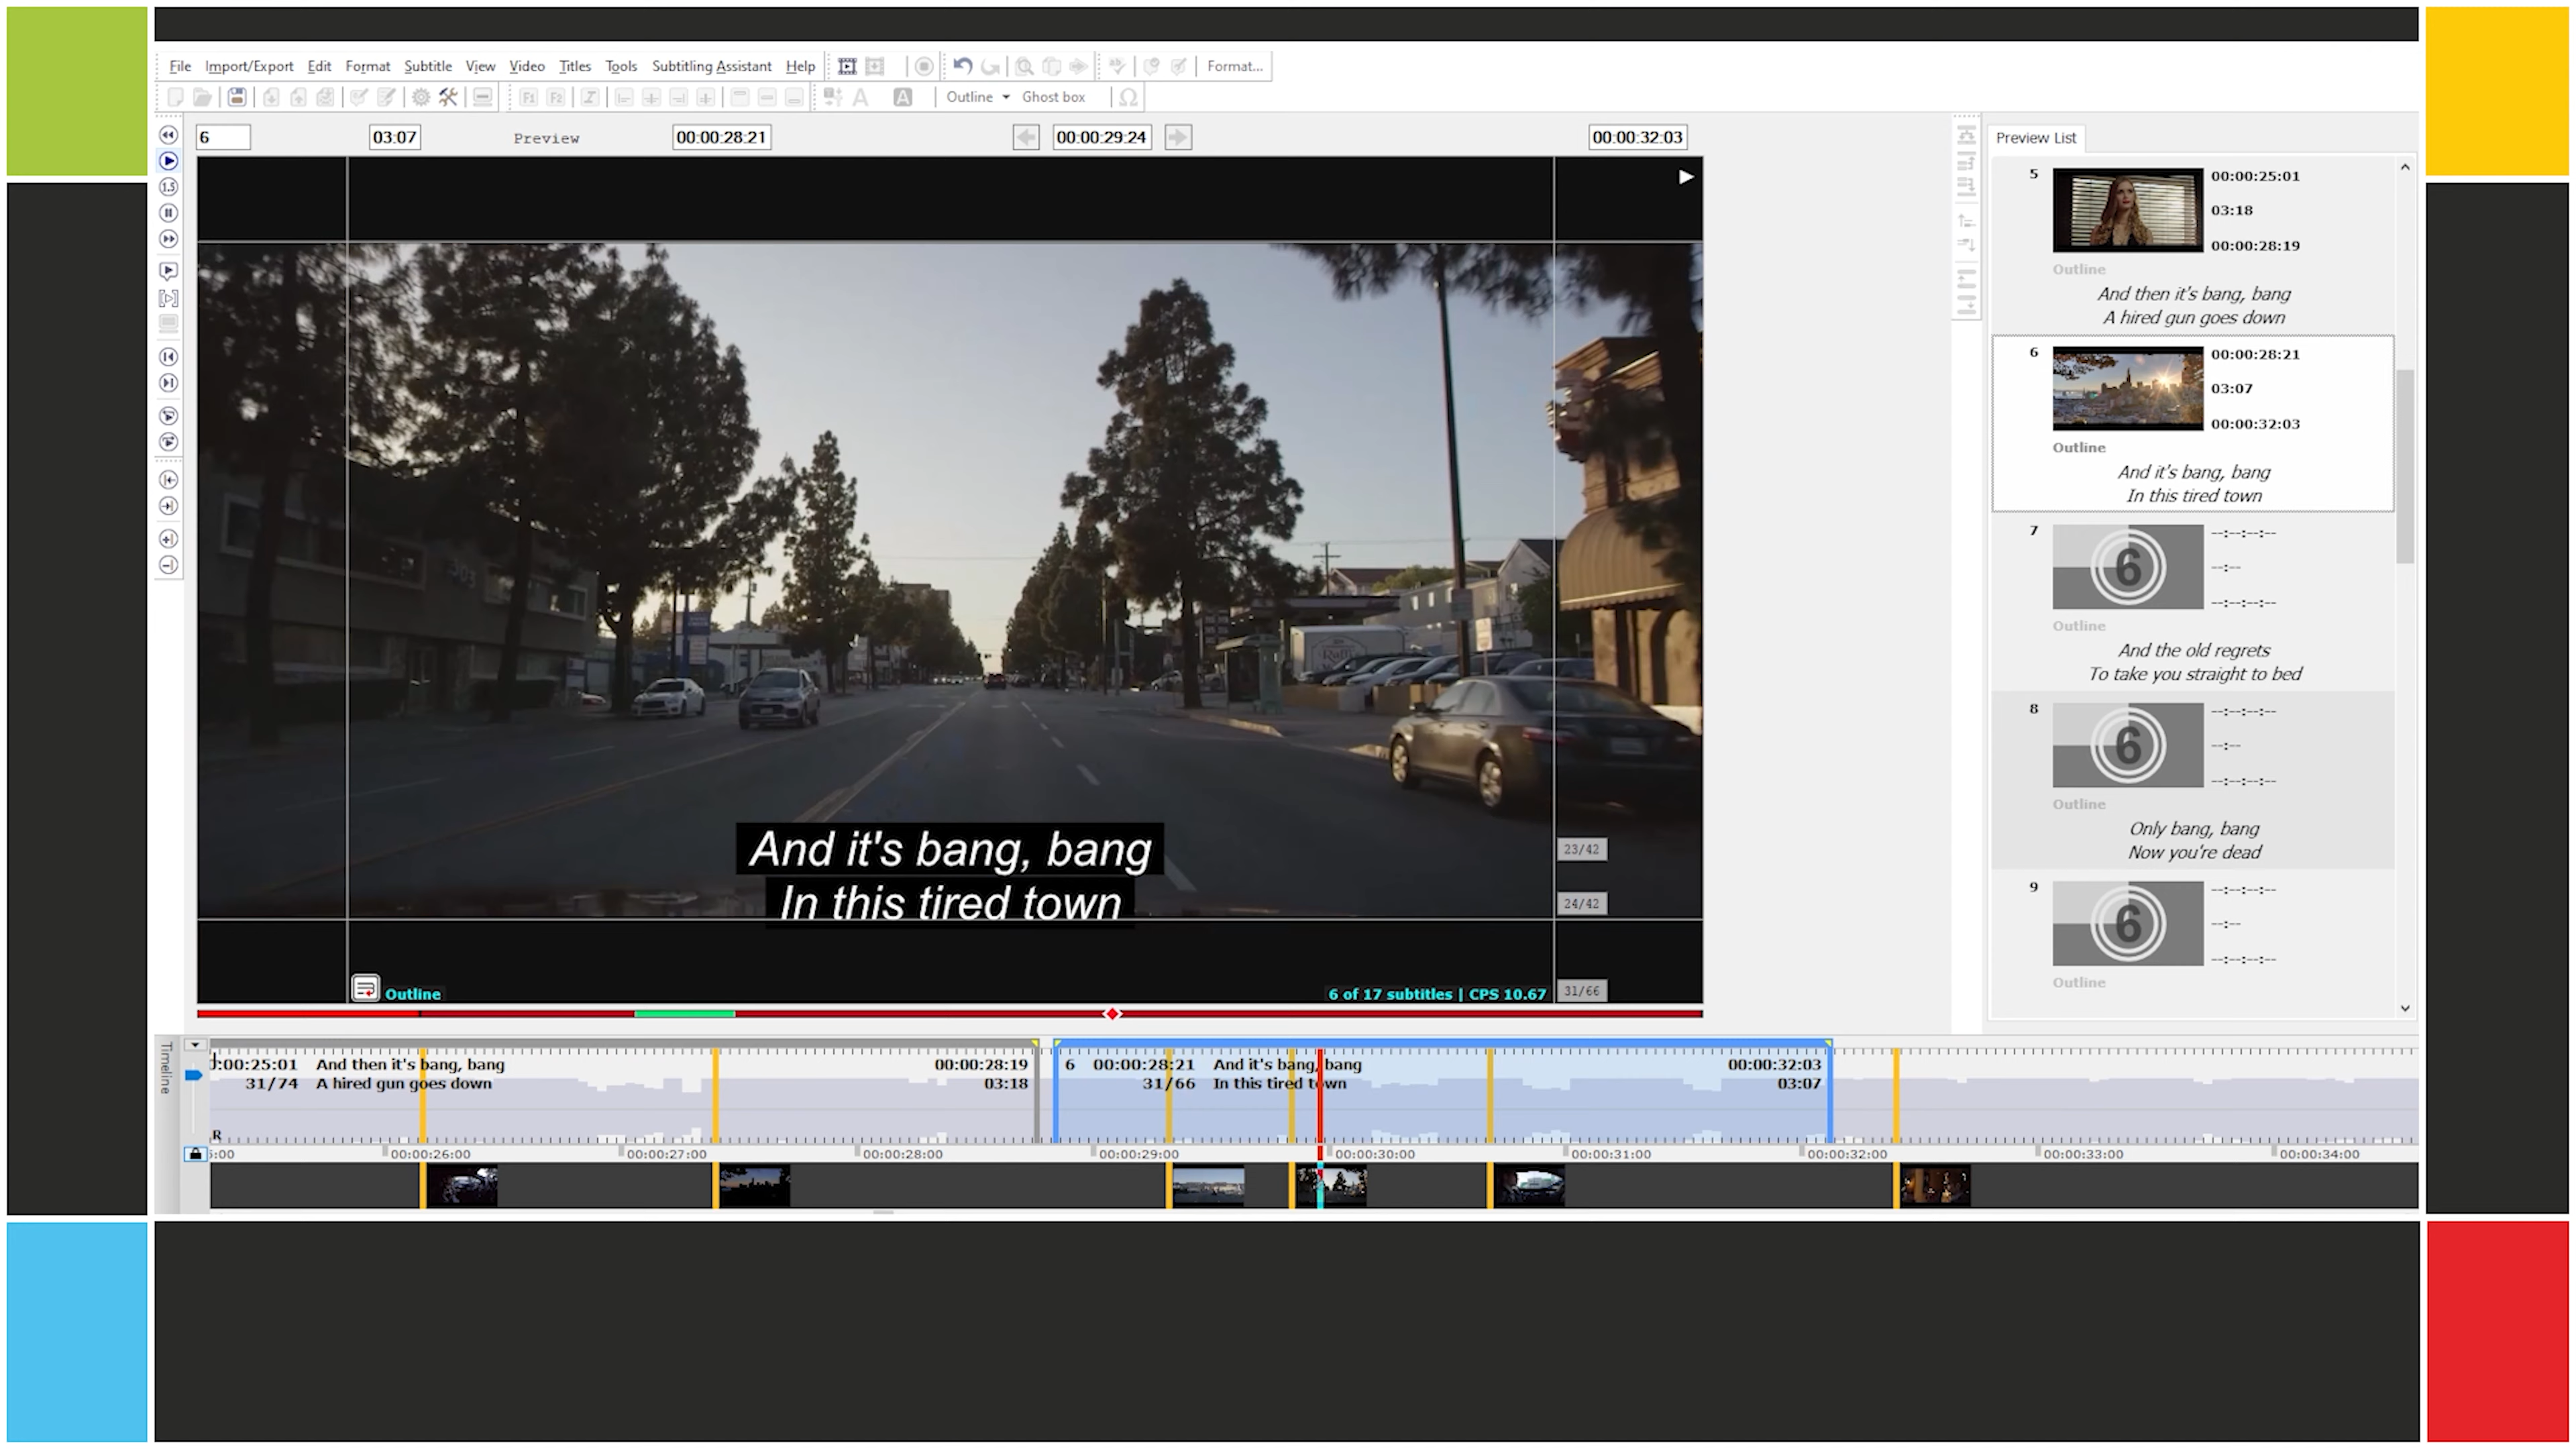 File Import/Export Edit Format Subtitle View Video Titles Tools Subtitling Assistant Help Format...
F1 F2 I A A Outline Ghost box Ω
6 03:07 Preview 00:00:28:21 00:00:29:24 00:00:32:03
1.5
And it's bang, bang
In this tired town
23/42
24/42
31/66
Outline
6 of 17 subtitles | CPS 10.67
Preview List
5
00:00:25:01
03:18
00:00:28:19
Outline
And then it's bang, bang
A hired gun goes down
6
00:00:28:21
03:07
00:00:32:03
Outline
And it's bang, bang
In this tired town
7
--:--:--:--
--:--
--:--:--:--
6
Outline
And the old regrets
To take you straight to bed
8
--:--:--:--
--:--
--:--:--:--
6
Outline
Only bang, bang
Now you're dead
9
--:--:--:--
--:--
--:--:--:--
6
Outline
Timeline
:00:25:01 And then it's bang, bang 00:00:28:19
31/74 A hired gun goes down 03:18
6 00:00:28:21 And it's bang, bang 00:00:32:03
31/66 In this tired town 03:07
R
5:00 00:00:26:00 00:00:27:00 00:00:28:00 00:00:29:00 00:00:30:00 00:00:31:00 00:00:32:00 00:00:33:00 00:00:34:00